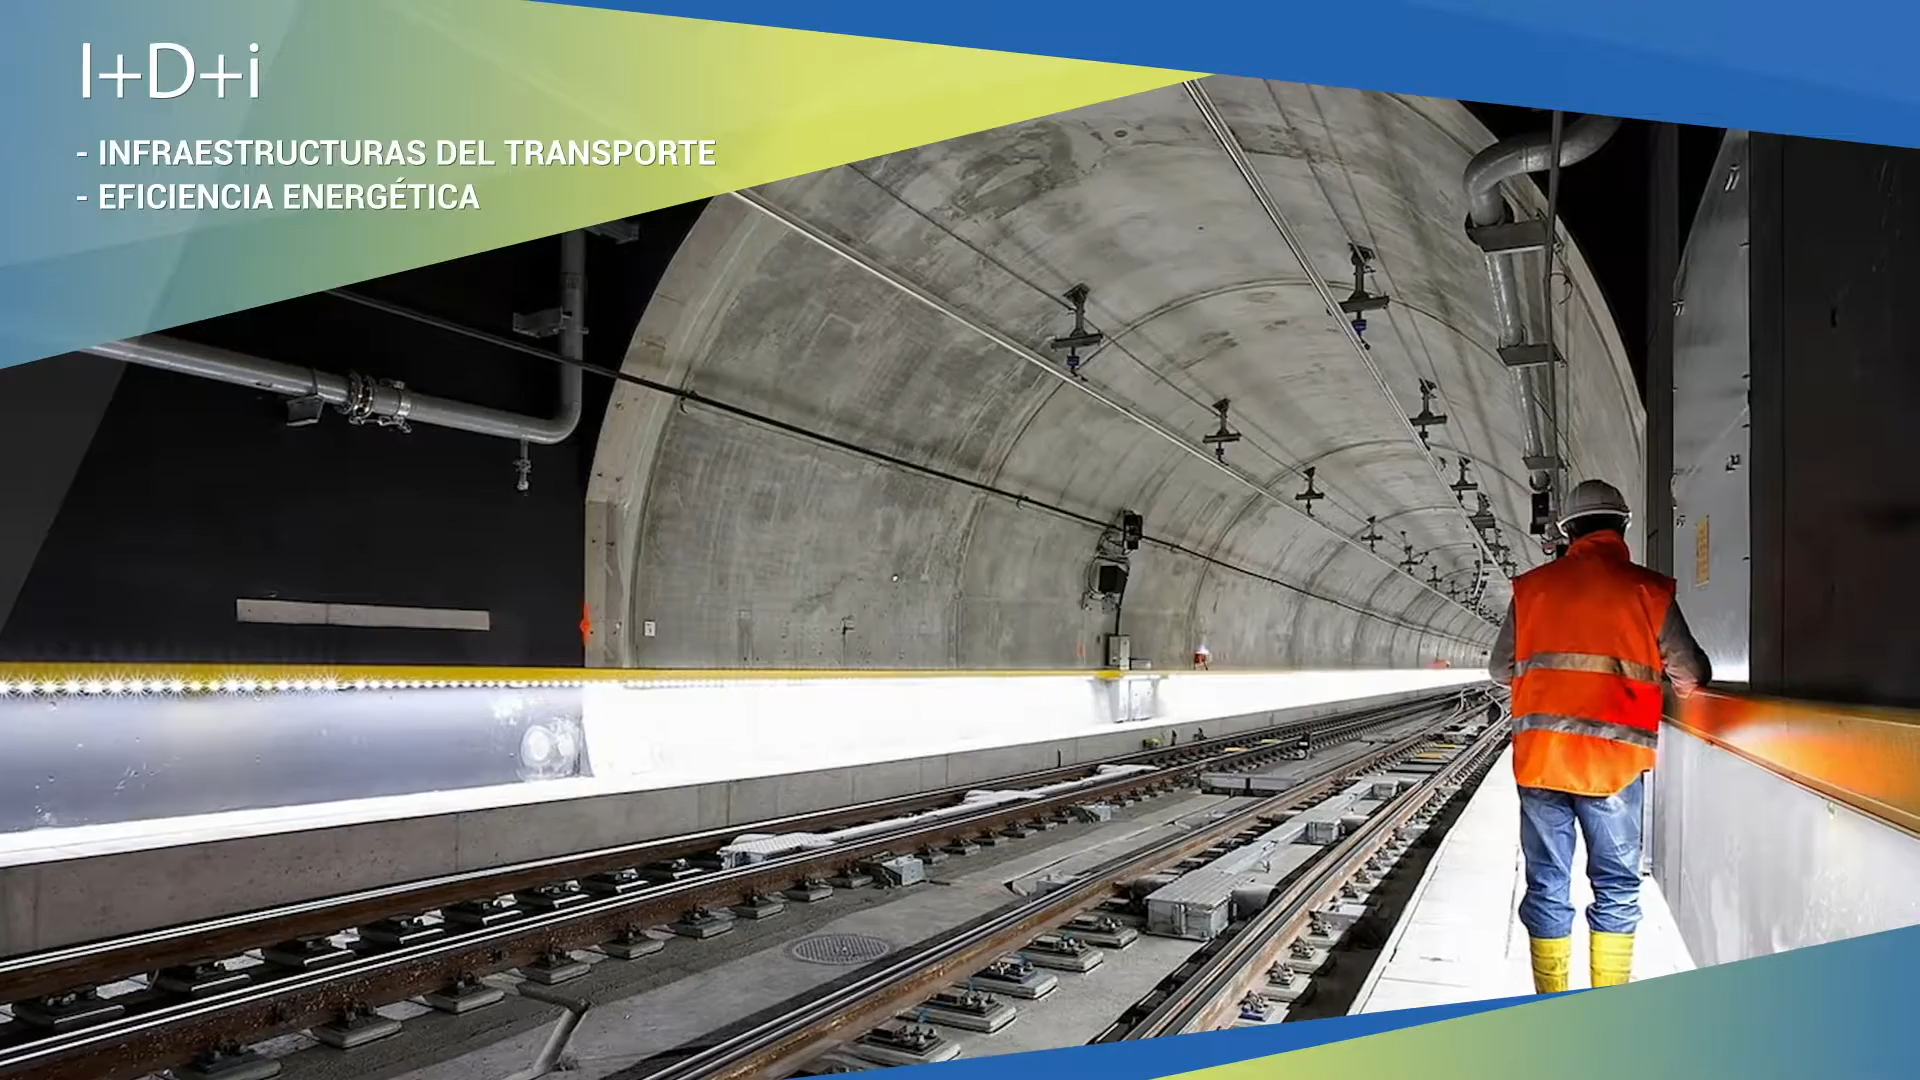 I+D+i
- INFRAESTRUCTURAS DEL TRANSPORTE
- EFICIENCIA ENERGÉTICA